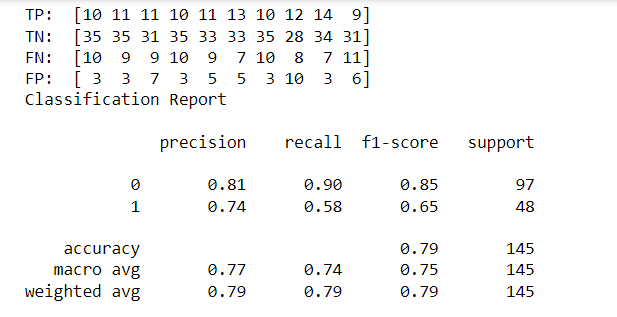 TP:  [10 11 11 10 11 13 10 12 14  9]
TN:  [35 35 31 35 33 33 35 28 34 31]
FN:  [10  9  9 10  9  7 10  8  7 11]
FP:  [ 3  3  7  3  5  5  3 10  3  6]
Classification Report
precision recall f1-score support
0 0.81 0.90 0.85 97
1 0.74 0.58 0.65 48
accuracy 0.79 145
macro avg 0.77 0.74 0.75 145
weighted avg 0.79 0.79 0.79 145